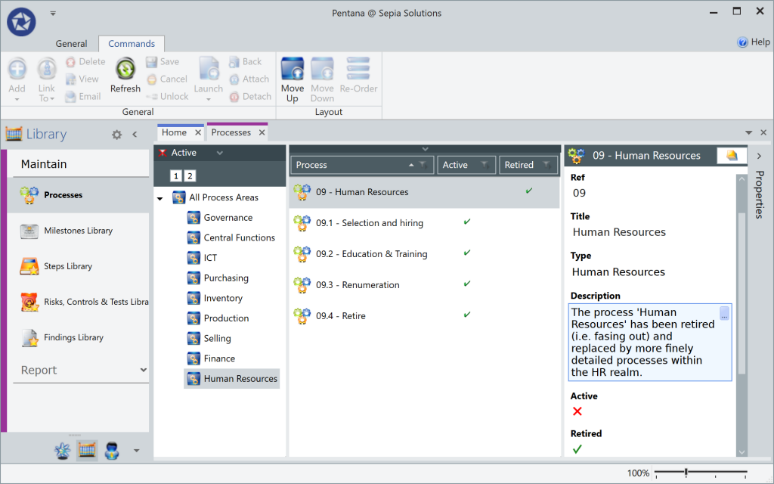 Pentana @ Sepia Solutions
General Commands
Help
Add
Link To
Delete
View
Email
Refresh
Save
Cancel
Unlock
Launch
Back
Attach
Detach
General
Move Up
Move Down
Re-Order
Layout
Library
Maintain
Processes
Milestones Library
Steps Library
Risks, Controls & Tests Libra
Findings Library
Report
Home
Processes
Active
1 2
All Process Areas
Governance
Central Functions
ICT
Purchasing
Inventory
Production
Selling
Finance
Human Resources
Process Active Retired
09 - Human Resources
09.1 - Selection and hiring
09.2 - Education & Training
09.3 - Renumeration
09.4 - Retire
09 - Human Resources
Ref
09
Title
Human Resources
Type
Human Resources
Description
The process 'Human
Resources' has been retired
(i.e. fasing out) and
replaced by more finely
detailed processes within
the HR realm.
Active
Retired
Properties
100%